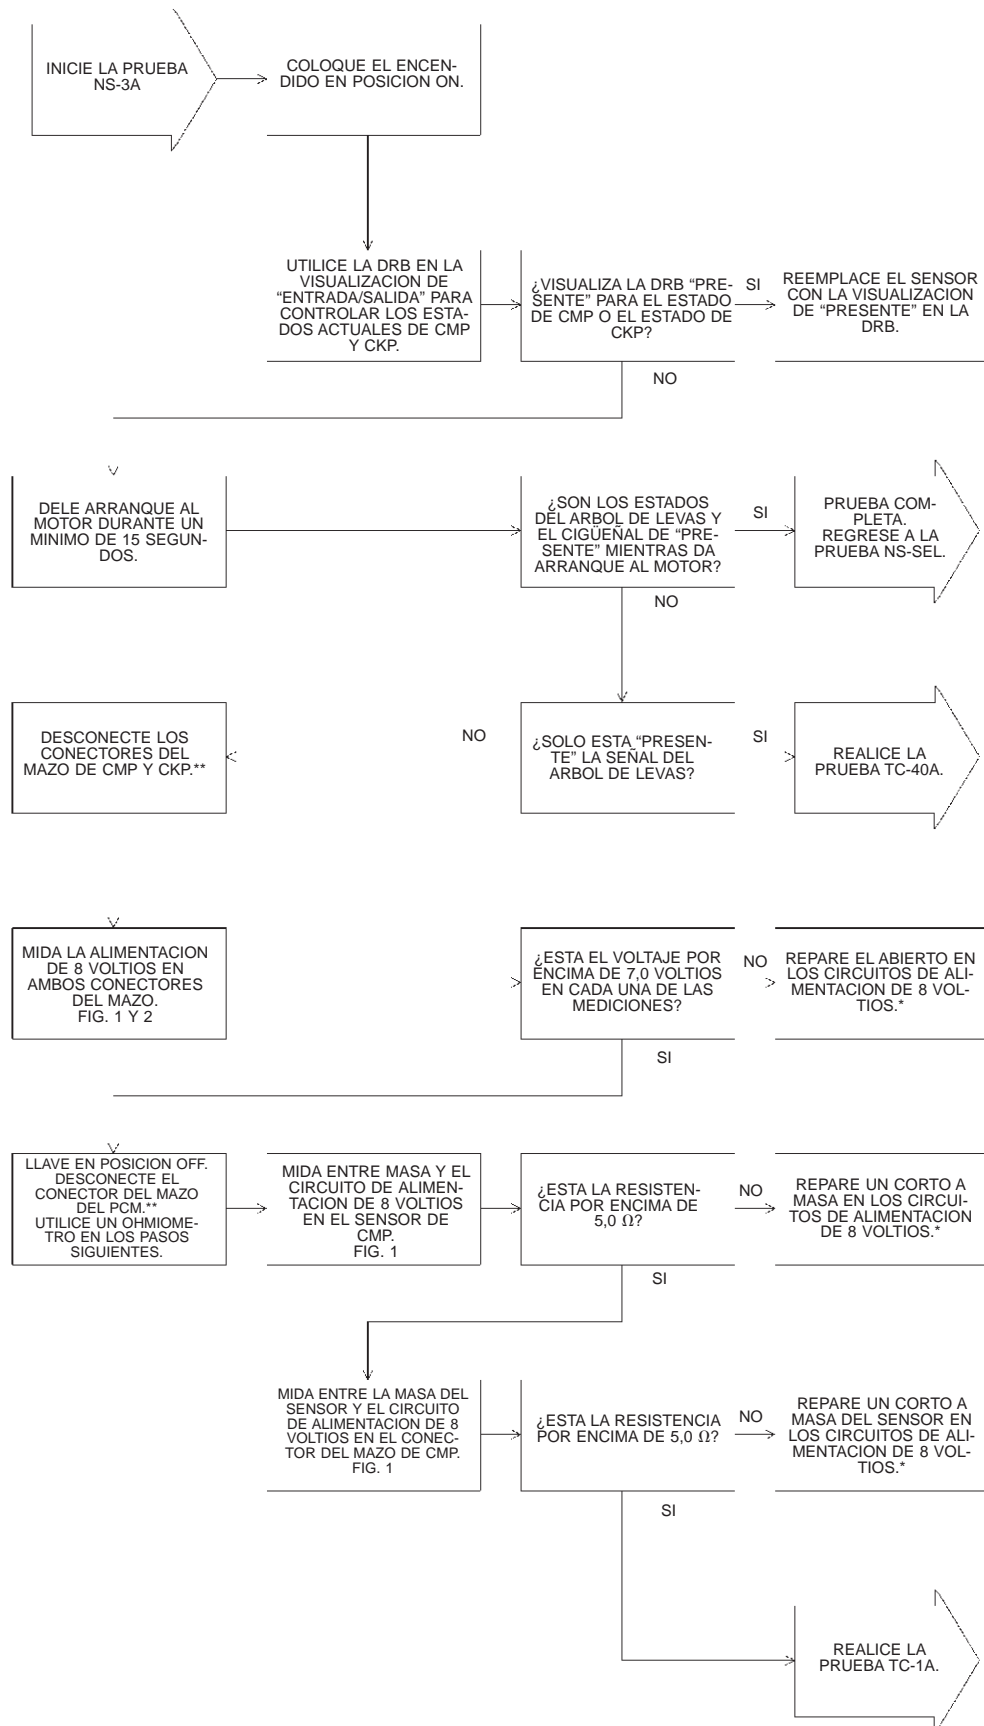 INICIE LA PRUEBA
NS-3A
COLOQUE EL ENCEN-
DIDO EN POSICION ON.
UTILICE LA DRB EN LA
VISUALIZACION DE
“ENTRADA/SALIDA” PARA
CONTROLAR LOS ESTA-
DOS ACTUALES DE CMP
Y CKP.
¿VISUALIZA LA DRB “PRE-
SENTE” PARA EL ESTADO
DE CMP O EL ESTADO DE
CKP?
SI
REEMPLACE EL SENSOR
CON LA VISUALIZACION
DE “PRESENTE” EN LA
DRB.
NO
DELE ARRANQUE AL
MOTOR DURANTE UN
MINIMO DE 15 SEGUN-
DOS.
¿SON LOS ESTADOS
DEL ARBOL DE LEVAS Y
EL CIGÜEÑAL DE “PRE-
SENTE” MIENTRAS DA
ARRANQUE AL MOTOR?
SI
PRUEBA COM-
PLETA.
REGRESE A LA
PRUEBA NS-SEL.
NO
DESCONECTE LOS
CONECTORES DEL
MAZO DE CMP Y CKP.**
NO
¿SOLO ESTA “PRESEN-
TE” LA SEÑAL DEL
ARBOL DE LEVAS?
SI
REALICE LA
PRUEBA TC-40A.
MIDA LA ALIMENTACION
DE 8 VOLTIOS EN
AMBOS CONECTORES
DEL MAZO.
FIG. 1 Y 2
¿ESTA EL VOLTAJE POR
ENCIMA DE 7,0 VOLTIOS
EN CADA UNA DE LAS
MEDICIONES?
NO
REPARE EL ABIERTO EN
LOS CIRCUITOS DE ALI-
MENTACION DE 8 VOL-
TIOS.*
SI
LLAVE EN POSICION OFF.
DESCONECTE EL
CONECTOR DEL MAZO
DEL PCM.**
UTILICE UN OHMIOME-
TRO EN LOS PASOS
SIGUIENTES.
MIDA ENTRE MASA Y EL
CIRCUITO DE ALIMEN-
TACION DE 8 VOLTIOS
EN EL SENSOR DE
CMP.
FIG. 1
¿ESTA LA RESISTEN-
CIA POR ENCIMA DE
5,0 Ω?
NO
REPARE UN CORTO A
MASA EN LOS CIRCUI-
TOS DE ALIMENTACION
DE 8 VOLTIOS.*
SI
MIDA ENTRE LA MASA DEL
SENSOR Y EL CIRCUITO
DE ALIMENTACION DE 8
VOLTIOS EN EL CONEC-
TOR DEL MAZO DE CMP.
FIG. 1
¿ESTA LA RESISTENCIA
POR ENCIMA DE 5,0 Ω?
NO
REPARE UN CORTO A
MASA DEL SENSOR EN
LOS CIRCUITOS DE ALI-
MENTACION DE 8 VOL-
TIOS.*
SI
REALICE LA
PRUEBA TC-1A.